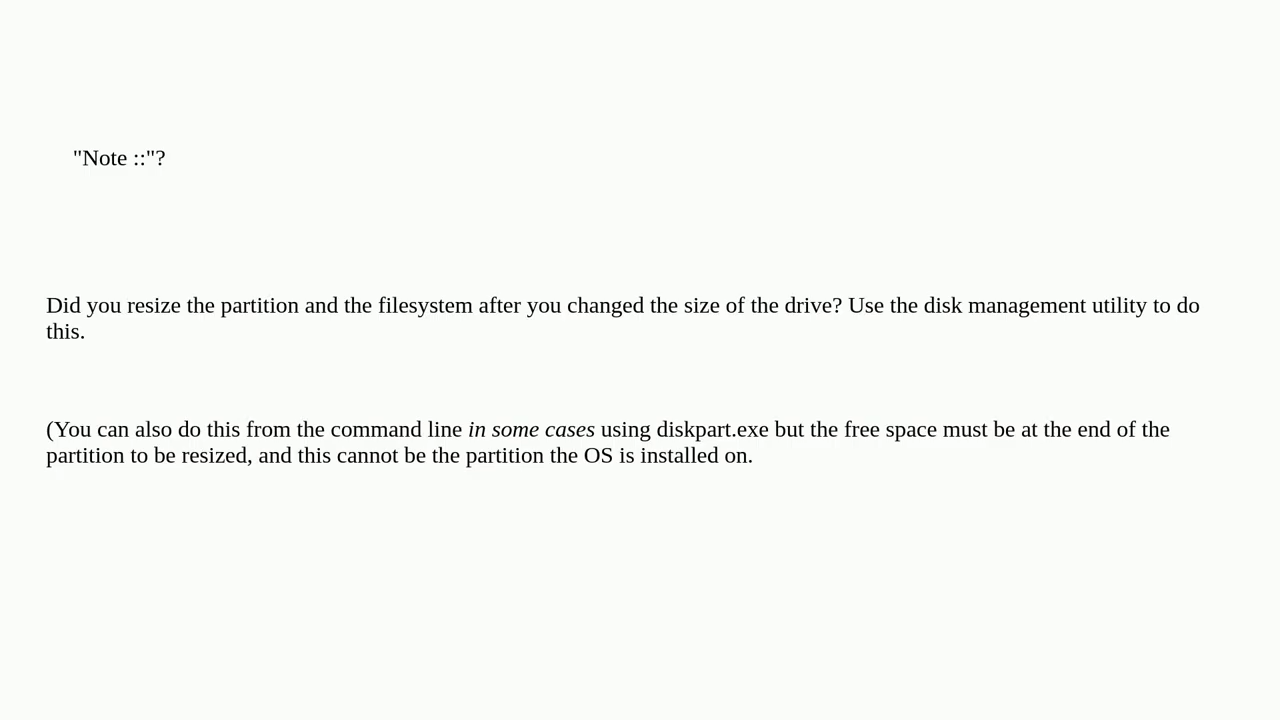 "Note ::"?
Did you resize the partition and the filesystem after you changed the size of the drive? Use the disk management utility to do
this.
(You can also do this from the command line in some cases using diskpart.exe but the free space must be at the end of the
partition to be resized, and this cannot be the partition the OS is installed on.